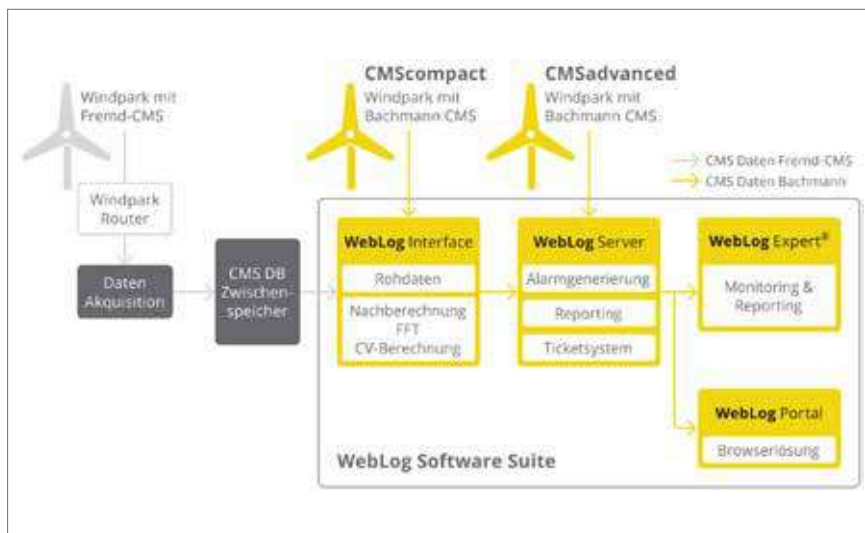 CMScompact
Windpark mit
Bachmann CMS
CMSadvanced
Windpark mit
Bachmann CMS
Windpark mit
Fremd-CMS
CMS Daten Fremd-CMS
CMS Daten Bachmann
Windpark
Router
Daten
Akquisition
CMS DB
Zwischen-
speicher
WebLog Interface
Rohdaten
Nachberechnung
FFT
CV-Berechnung
WebLog Server
Alarmgenerierung
Reporting
Ticketsystem
WebLog Expert®
Monitoring &
Reporting
WebLog Portal
Browserlösung
WebLog Software Suite